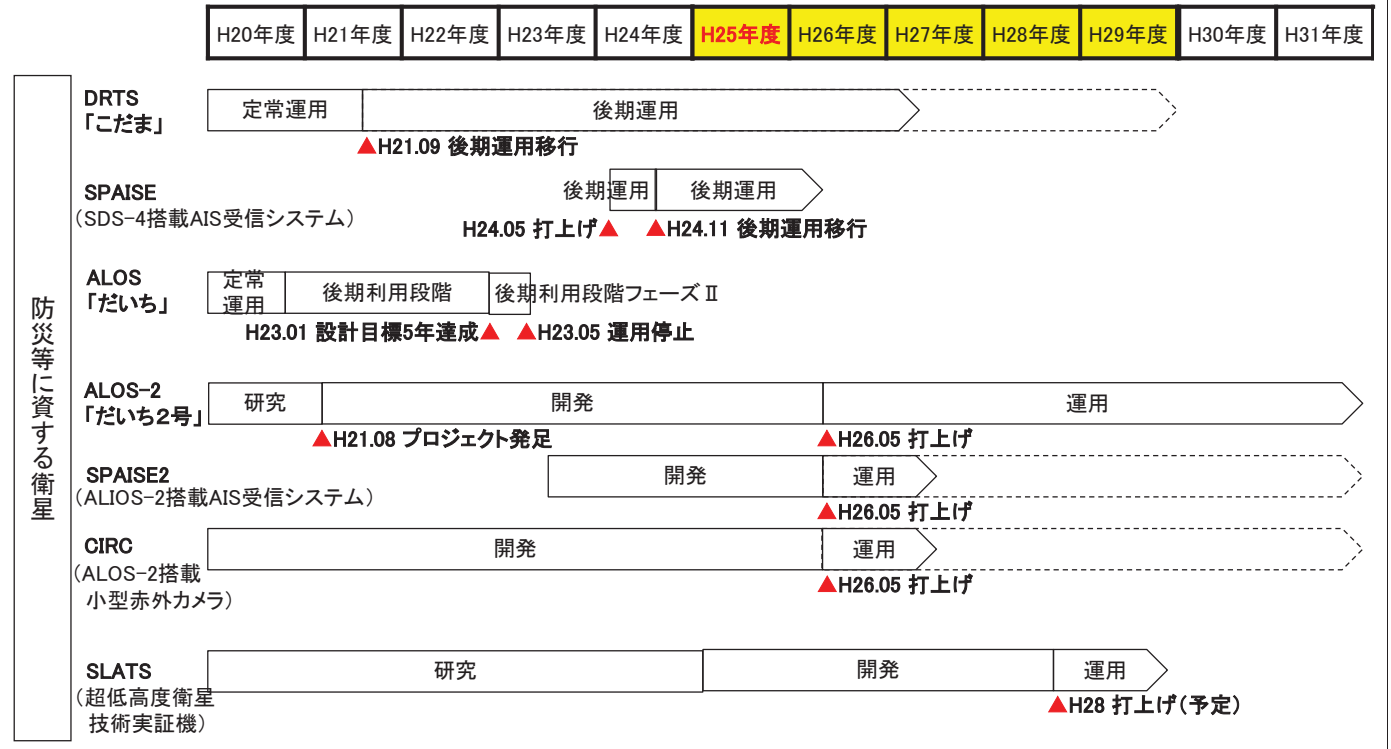 H20年度 H21年度 H22年度 H23年度 H24年度 H25年度 H26年度 H27年度 H28年度 H29年度 H30年度 H31年度
防災等に資する衛星
DRTS
「こだま」
定常運用 後期運用
▲H21.09 後期運用移行
SPAISE
（SDS-4搭載AIS受信システム）
後期運用 後期運用
H24.05 打上げ▲ ▲H24.11 後期運用移行
ALOS
「だいち」
定常
運用
後期利用段階 後期利用段階フェーズⅡ
H23.01 設計目標5年達成▲ ▲H23.05 運用停止
ALOS-2
「だいち２号」
研究 開発 運用
▲H21.08 プロジェクト発足 ▲H26.05 打上げ
SPAISE2
（ALIOS-2搭載AIS受信システム）
開発 運用
▲H26.05 打上げ
CIRC
（ALOS-2搭載
小型赤外カメラ）
開発 運用
▲H26.05 打上げ
SLATS
（超低高度衛星
技術実証機）
研究 開発 運用
▲H28 打上げ（予定）